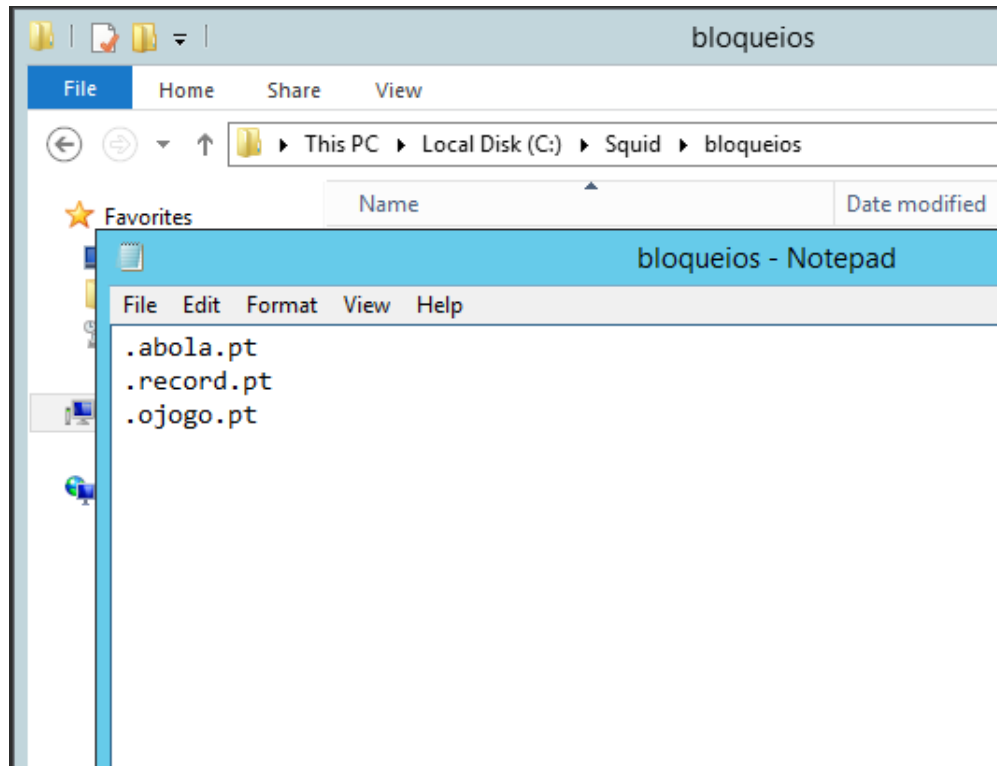 bloqueios
File Home Share View
This PC Local Disk (C:) Squid bloqueios
Name Date modified
Favorites
bloqueios - Notepad
File Edit Format View Help
.abola.pt
.record.pt
.ojogo.pt